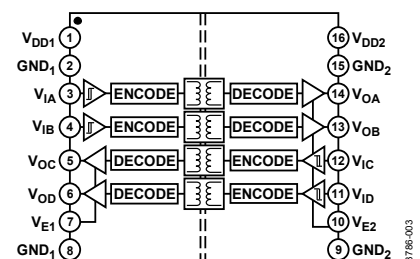 VDD1 1 16 VDD2
GND1 2 15 GND2
VIA 3 ENCODE DECODE 14 VOA
VIB 4 ENCODE DECODE 13 VOB
VOC 5 DECODE ENCODE 12 VIC
VOD 6 DECODE ENCODE 11 VID
VE1 7 10 VE2
GND1 8 9 GND2